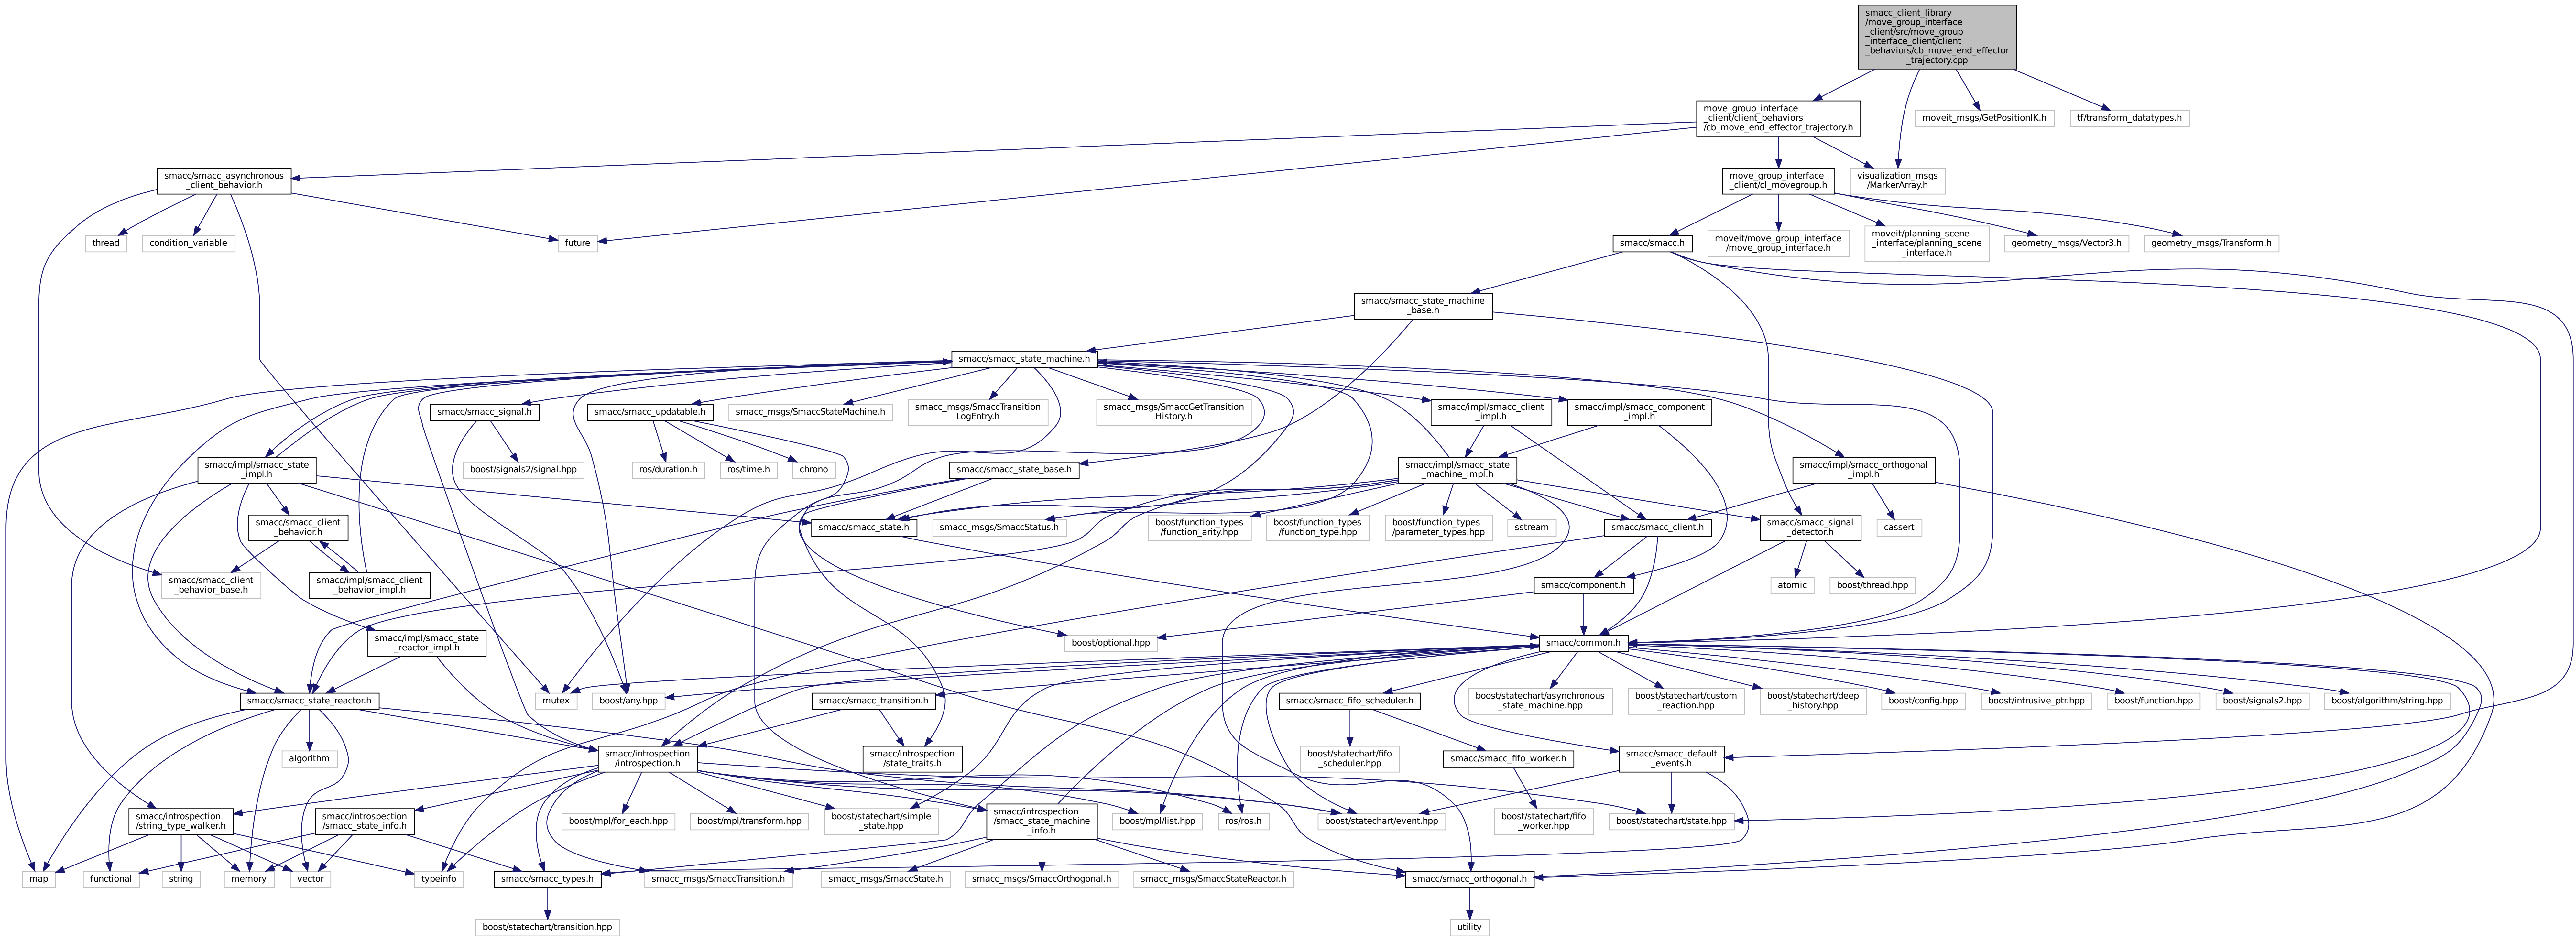 smacc_client_library
/move_group_interface
_client/src/move_group
_interface_client/client
_behaviors/cb_move_end_effector
_trajectory.cpp
move_group_interface
_client/client_behaviors
/cb_move_end_effector_trajectory.h
moveit_msgs/GetPositionIK.h
tf/transform_datatypes.h
smacc/smacc_asynchronous
_client_behavior.h
move_group_interface
_client/cl_movegroup.h
visualization_msgs
/MarkerArray.h
thread
condition_variable
future
smacc/smacc.h
moveit/move_group_interface
/move_group_interface.h
moveit/planning_scene
_interface/planning_scene
_interface.h
geometry_msgs/Vector3.h
geometry_msgs/Transform.h
smacc/smacc_state_machine
_base.h
smacc/smacc_state_machine.h
smacc/smacc_signal.h
smacc/smacc_updatable.h
smacc_msgs/SmaccStateMachine.h
smacc_msgs/SmaccTransition
LogEntry.h
smacc_msgs/SmaccGetTransition
History.h
smacc/impl/smacc_client
_impl.h
smacc/impl/smacc_component
_impl.h
smacc/impl/smacc_state
_impl.h
boost/signals2/signal.hpp
ros/duration.h
ros/time.h
chrono
smacc/smacc_state_base.h
smacc/impl/smacc_state
_machine_impl.h
smacc/impl/smacc_orthogonal
_impl.h
smacc/smacc_client
_behavior.h
smacc/smacc_state.h
smacc_msgs/SmaccStatus.h
boost/function_types
/function_arity.hpp
boost/function_types
/function_type.hpp
boost/function_types
/parameter_types.hpp
sstream
smacc/smacc_client.h
smacc/smacc_signal
_detector.h
cassert
smacc/smacc_client
_behavior_base.h
smacc/impl/smacc_client
_behavior_impl.h
smacc/component.h
atomic
boost/thread.hpp
smacc/impl/smacc_state
_reactor_impl.h
boost/optional.hpp
smacc/common.h
smacc/smacc_state_reactor.h
mutex
boost/any.hpp
smacc/smacc_transition.h
smacc/smacc_fifo_scheduler.h
boost/statechart/asynchronous
_state_machine.hpp
boost/statechart/custom
_reaction.hpp
boost/statechart/deep
_history.hpp
boost/config.hpp
boost/intrusive_ptr.hpp
boost/function.hpp
boost/signals2.hpp
boost/algorithm/string.hpp
algorithm
smacc/introspection
/introspection.h
smacc/introspection
/state_traits.h
boost/statechart/fifo
_scheduler.hpp
smacc/smacc_fifo_worker.h
smacc/smacc_default
_events.h
smacc/introspection
/string_type_walker.h
smacc/introspection
/smacc_state_info.h
boost/mpl/for_each.hpp
boost/mpl/transform.hpp
boost/statechart/simple
_state.hpp
smacc/introspection
/smacc_state_machine
_info.h
boost/mpl/list.hpp
ros/ros.h
boost/statechart/event.hpp
boost/statechart/fifo
_worker.hpp
boost/statechart/state.hpp
map
functional
string
memory
vector
typeinfo
smacc/smacc_types.h
smacc_msgs/SmaccTransition.h
smacc_msgs/SmaccState.h
smacc_msgs/SmaccOrthogonal.h
smacc_msgs/SmaccStateReactor.h
smacc/smacc_orthogonal.h
boost/statechart/transition.hpp
utility